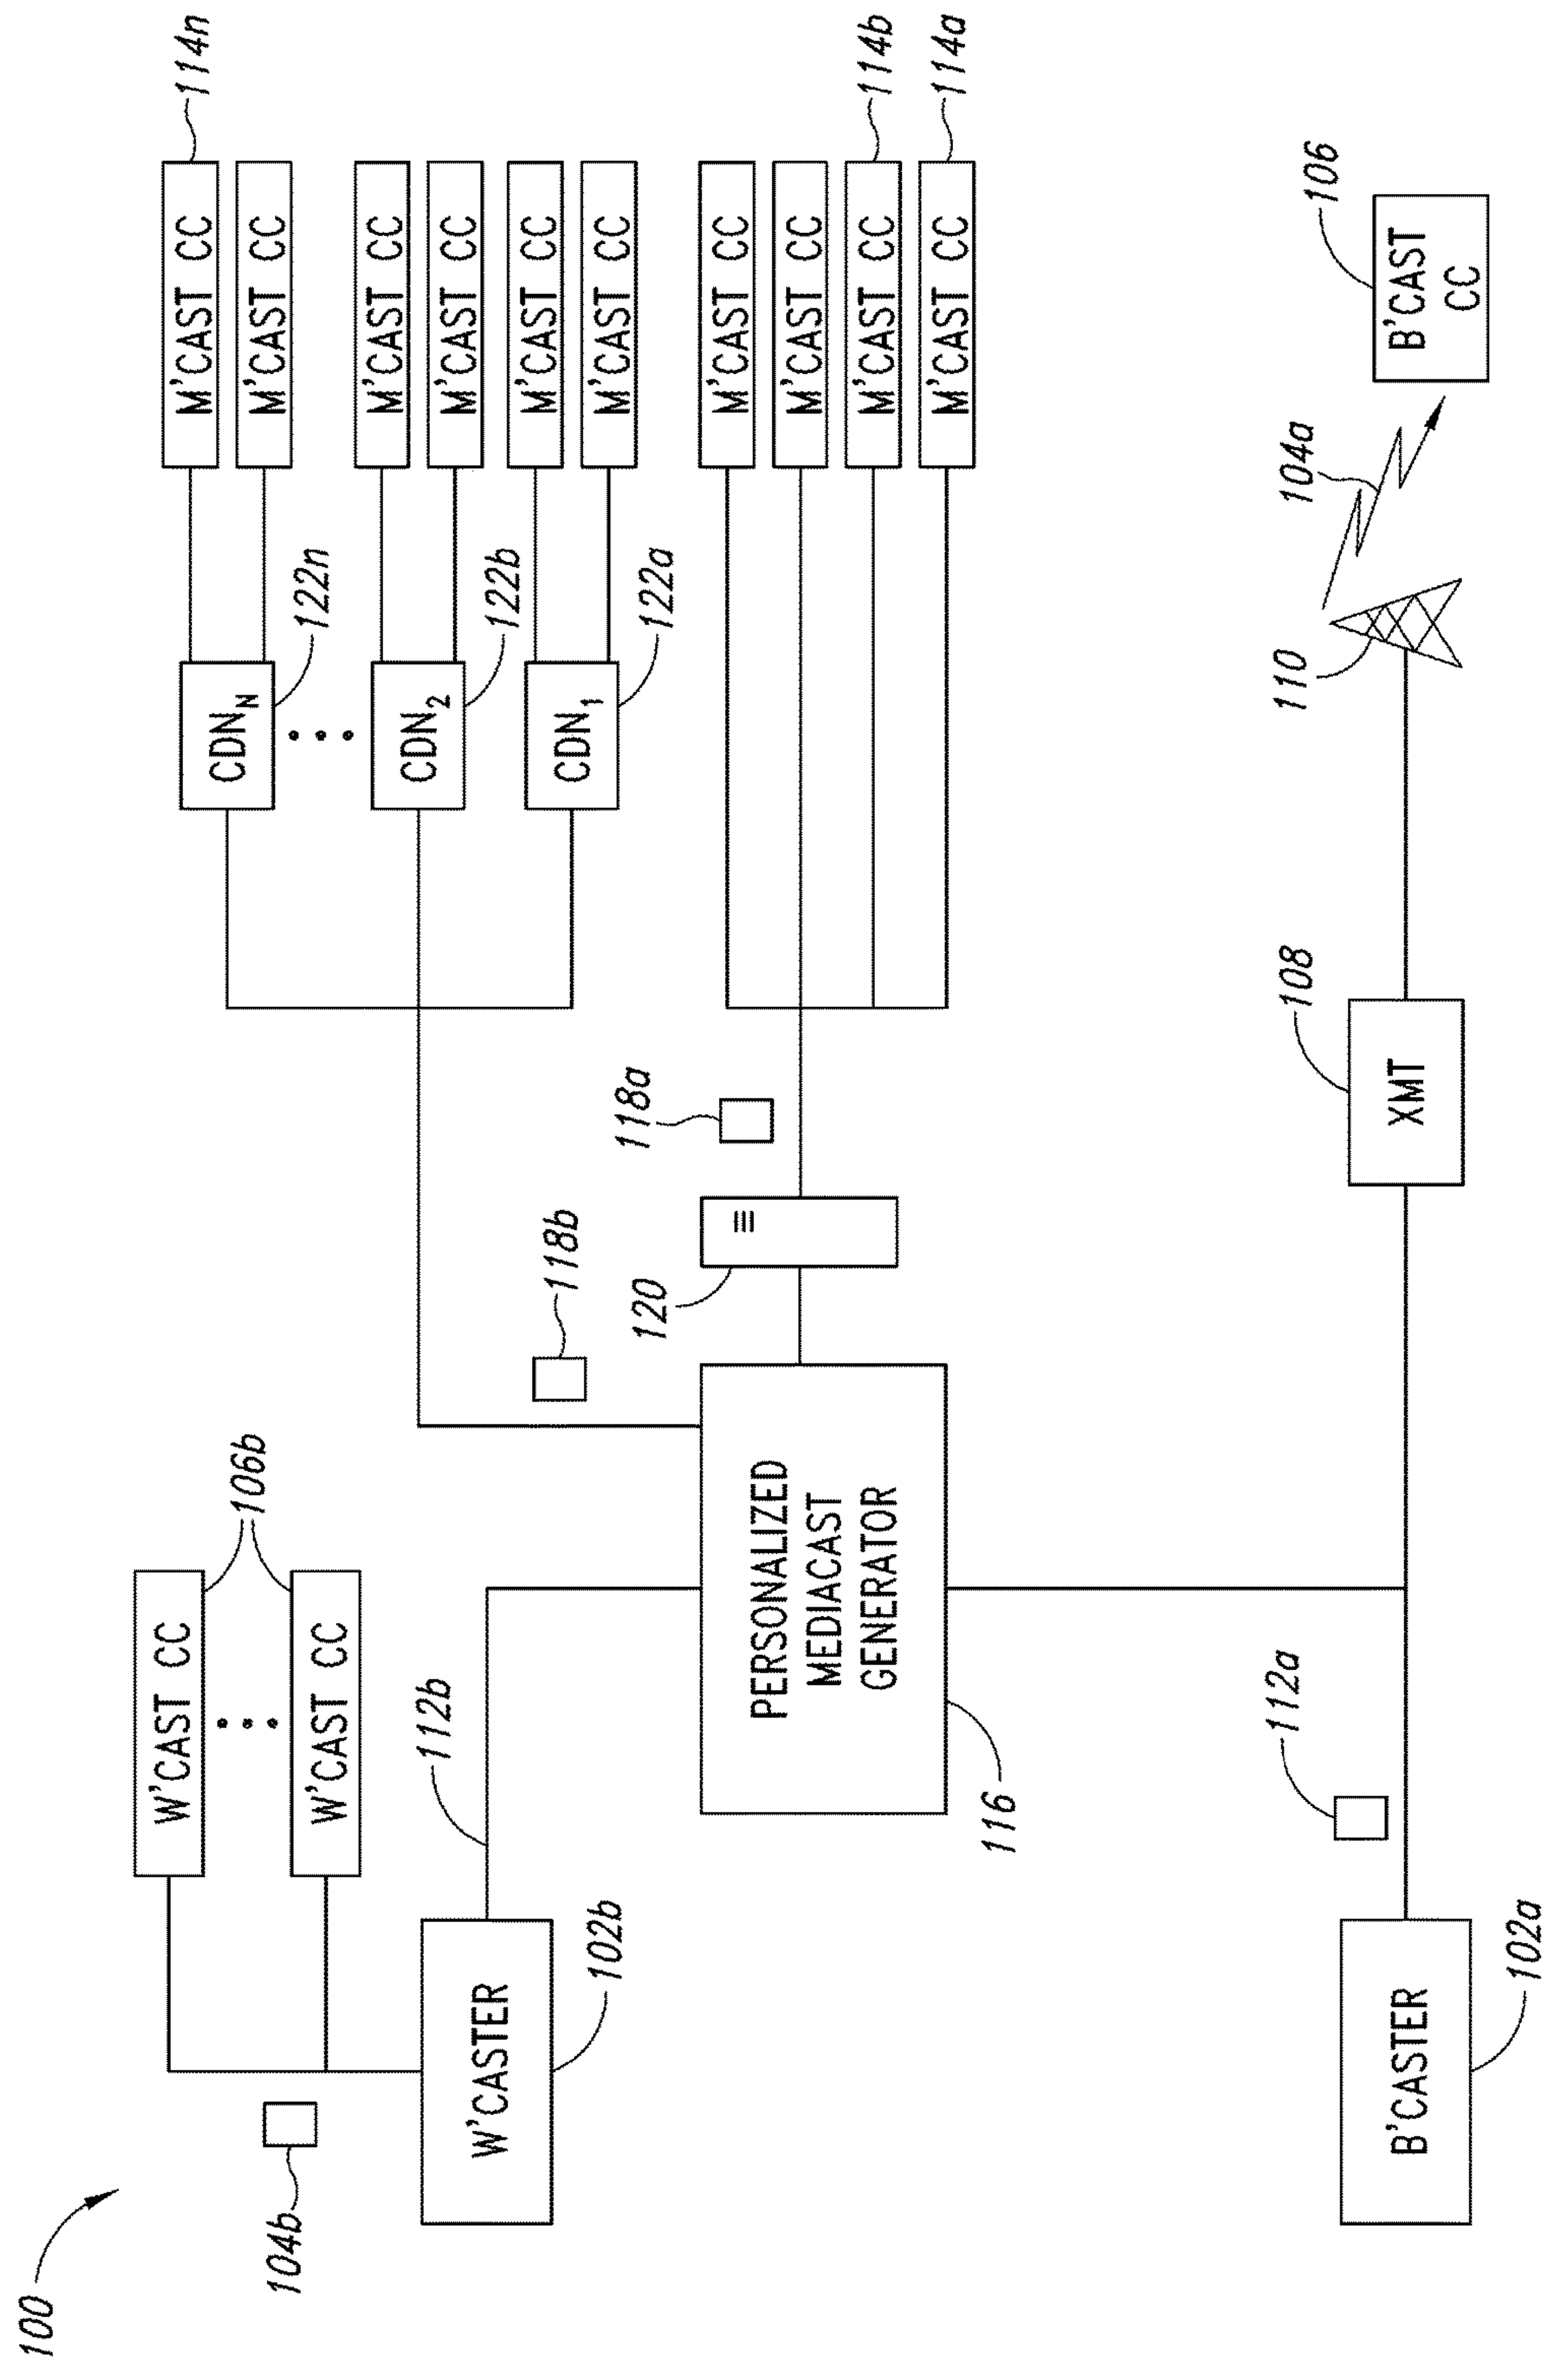 100
104b
W'CAST CC
W'CAST CC
106b
W'CASTER
102b
112b
118b
CDN_N
122n
CDN_2
122b
CDN_1
122a
M'CAST CC
114n
M'CAST CC
M'CAST CC
M'CAST CC
M'CAST CC
M'CAST CC
PERSONALIZED
MEDIACAST
GENERATOR
116
120
118a
M'CAST CC
M'CAST CC
M'CAST CC
114b
M'CAST CC
114a
B'CASTER
102a
112a
XMT
108
110
104a
B'CAST
CC
106